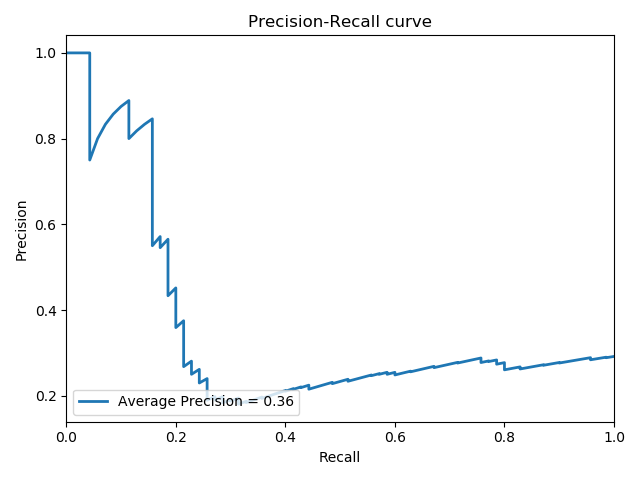 Precision-Recall curve
1.0
0.8
0.6
0.4
0.2
Precision
Average Precision = 0.36
0.0 0.2 0.4 0.6 0.8 1.0
Recall